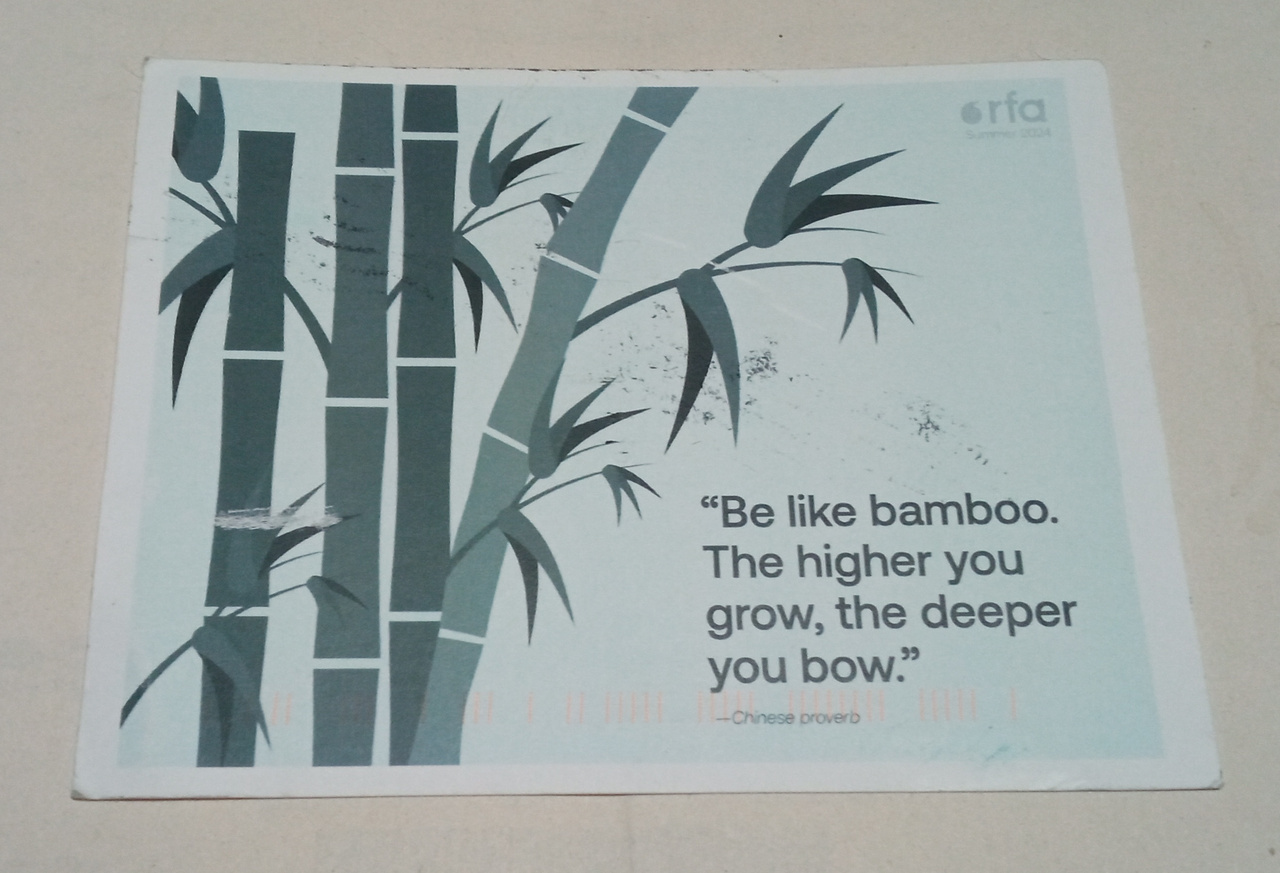 rfa
Summer 2024
“Be like bamboo.
The higher you
grow, the deeper
you bow.”
—Chinese proverb